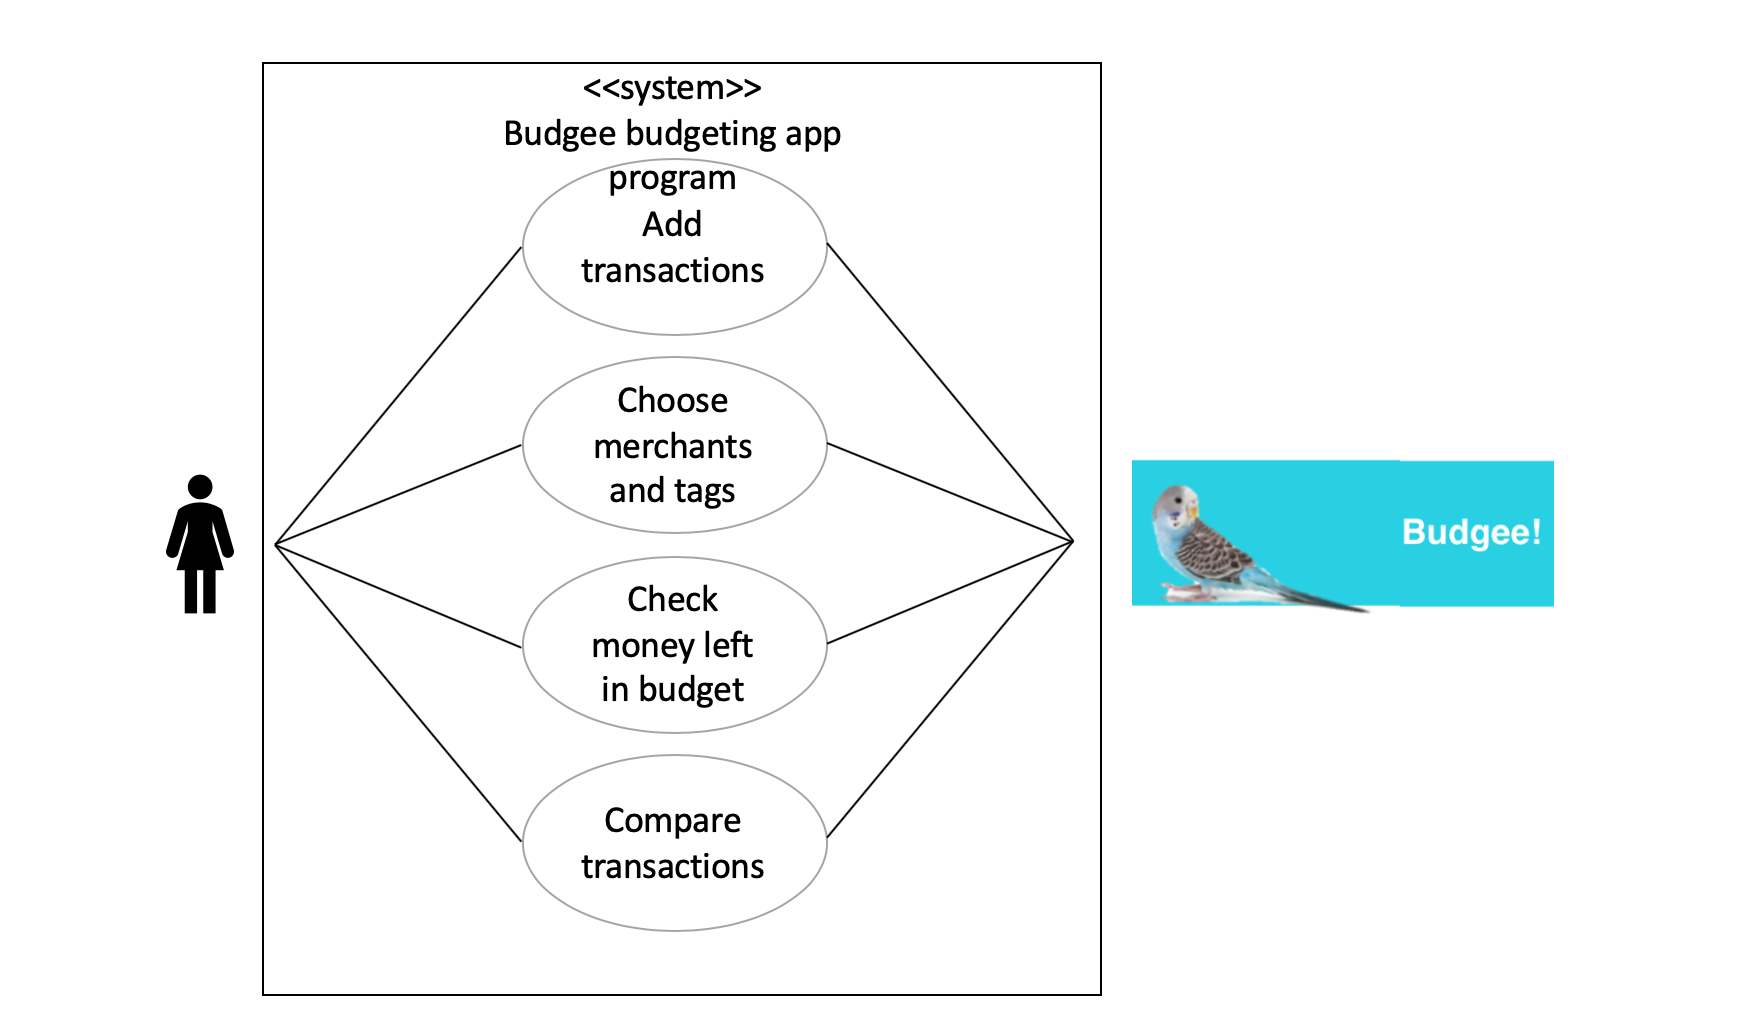 <<system>>
Budgee budgeting app
program
Add
transactions
Choose
merchants
and tags
Check
money left
in budget
Compare
transactions
Budgee!